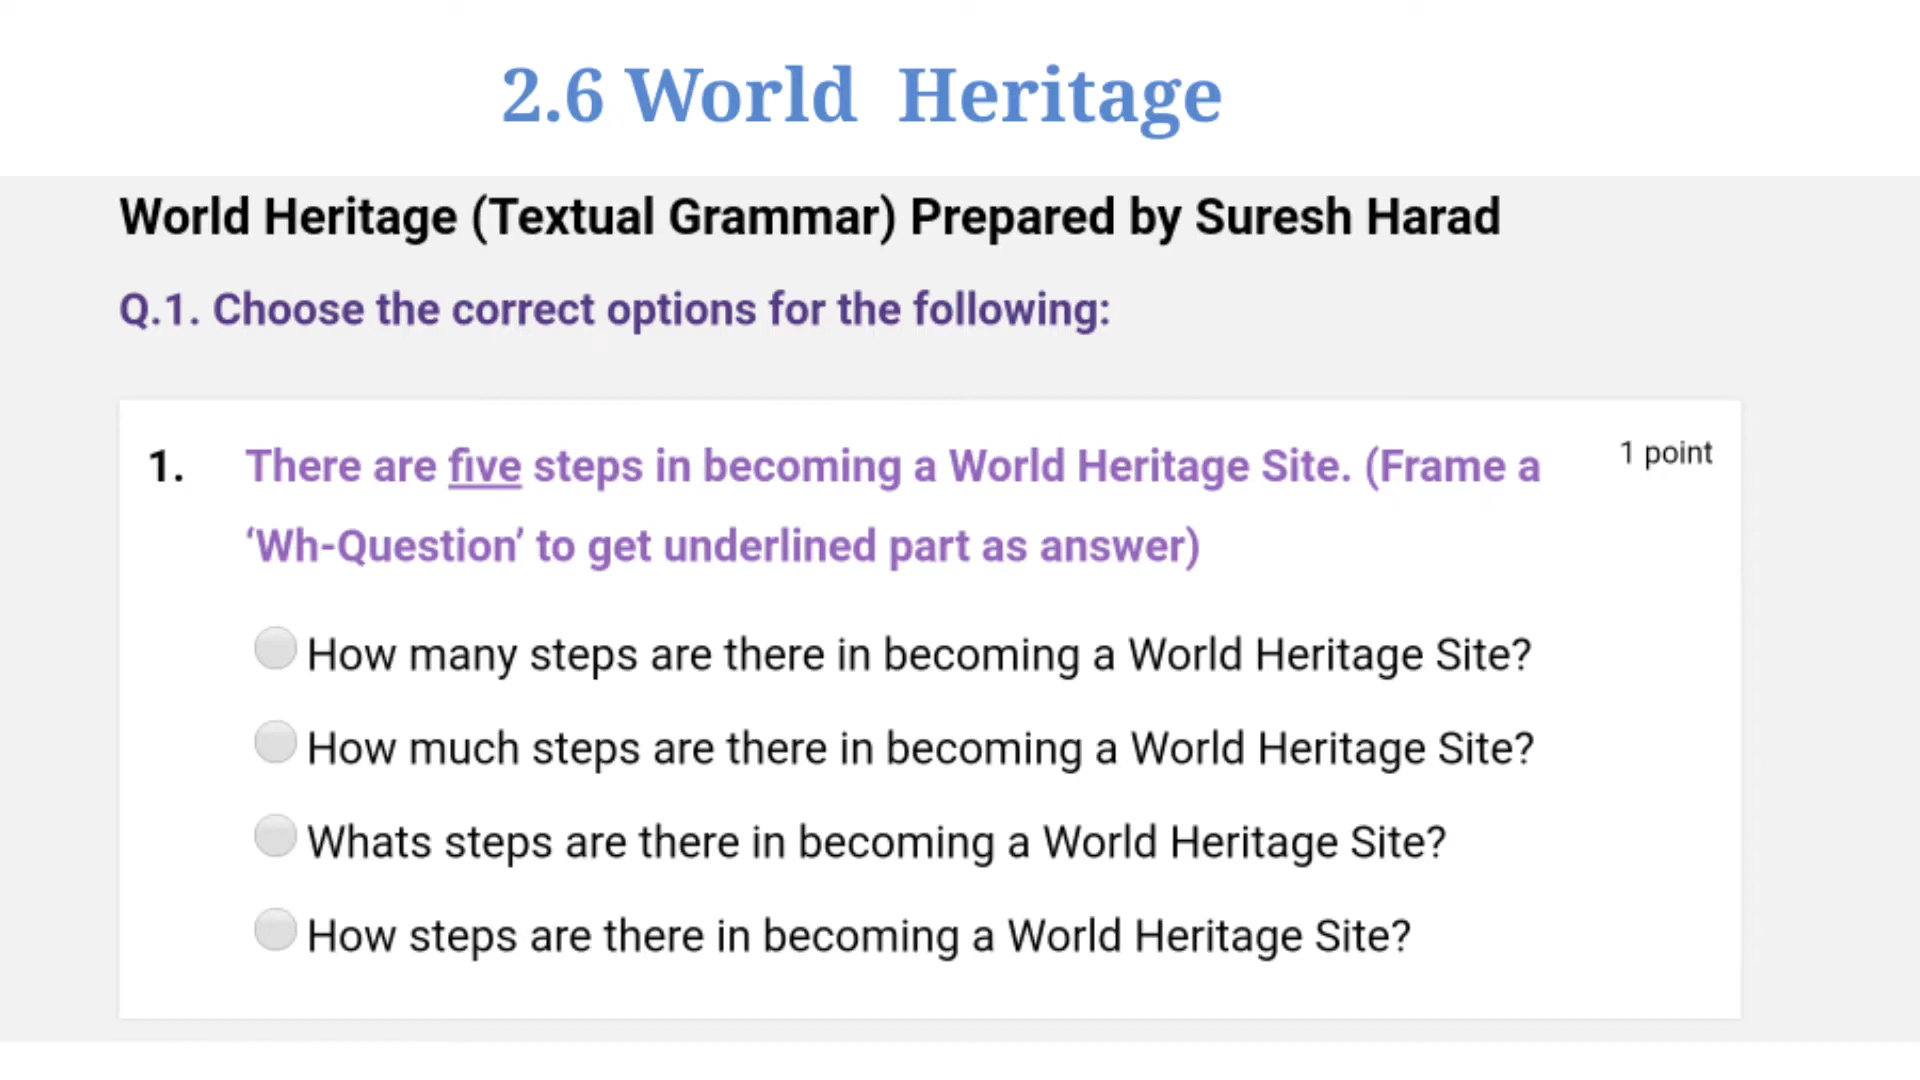 2.6 World Heritage
World Heritage (Textual Grammar) Prepared by Suresh Harad
Q.1. Choose the correct options for the following:
1. There are five steps in becoming a World Heritage Site. (Frame a 1 point
‘Wh-Question’ to get underlined part as answer)
How many steps are there in becoming a World Heritage Site?
How much steps are there in becoming a World Heritage Site?
Whats steps are there in becoming a World Heritage Site?
How steps are there in becoming a World Heritage Site?